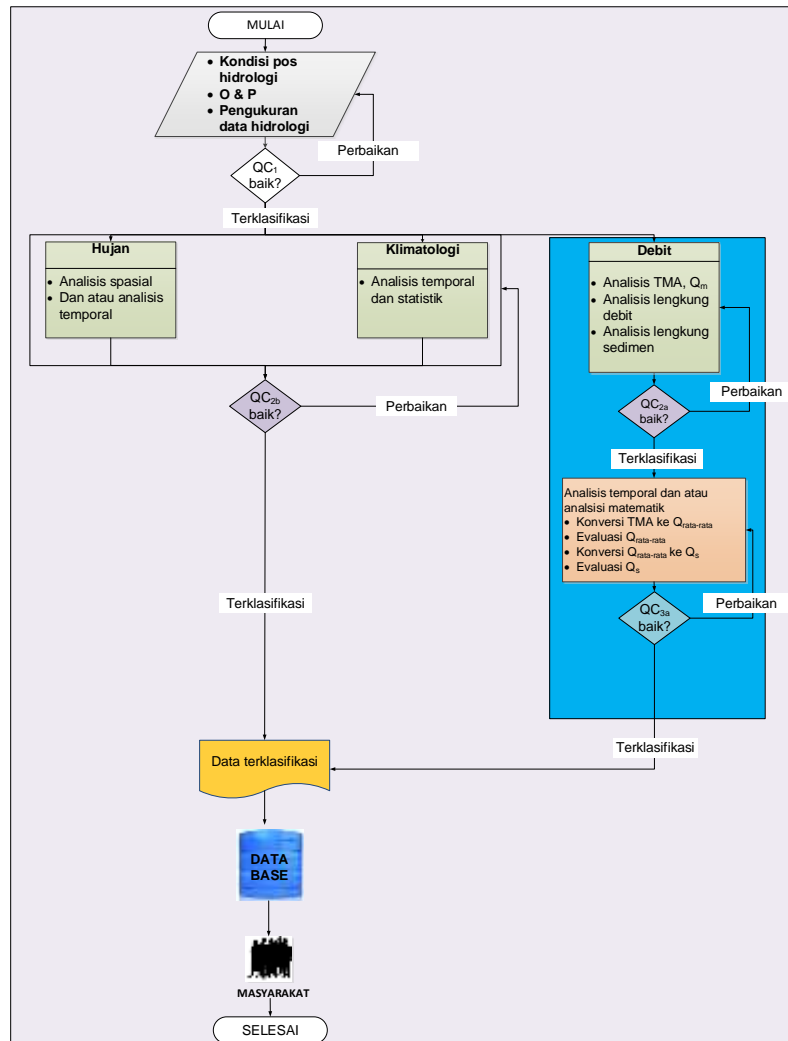 MULAI
• Kondisi pos
hidrologi
• O & P
• Pengukuran
data hidrologi
Perbaikan
QC1
baik?
Terklasifikasi
Hujan
• Analisis spasial
• Dan atau analisis
temporal
Klimatologi
• Analisis temporal
dan statistik
Debit
• Analisis TMA, Qm
• Analisis lengkung
debit
• Analisis lengkung
sedimen
QC2b
baik?
Perbaikan
QC2a
baik?
Perbaikan
Terklasifikasi
Analisis temporal dan atau
analsisi matematik
• Konversi TMA ke Qrata-rata
• Evaluasi Qrata-rata
• Konversi Qrata-rata ke Qs
• Evaluasi Qs
Terklasifikasi
QC3a
baik?
Perbaikan
Terklasifikasi
Data terklasifikasi
DATA
BASE
MASYARAKAT
SELESAI